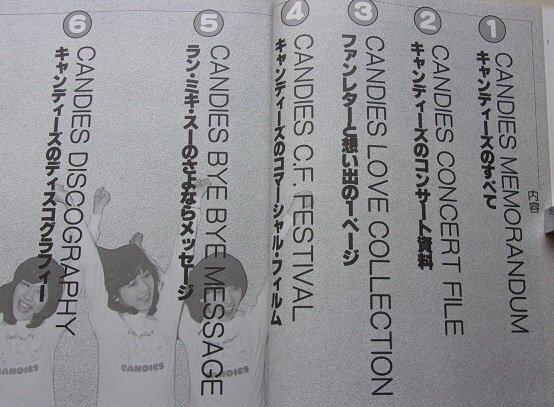 内容
1 CANDIES MEMORANDUM
キャンディーズのすべて
2 CANDIES CONCERT FILE
キャンディーズのコンサート資料
3 CANDIES LOVE COLLECTION
ファンレターと想い出の1ページ
4 CANDIES C.F. FESTIVAL
キャンディーズのコマーシャル・フィルム
5 CANDIES BYE BYE MESSAGE
ラン・ミキ・スーのさよならメッセージ
6 CANDIES DISCOGRAPHY
キャンディーズのディスコグラフィー
CANDIES
CANDIES
CANDIES